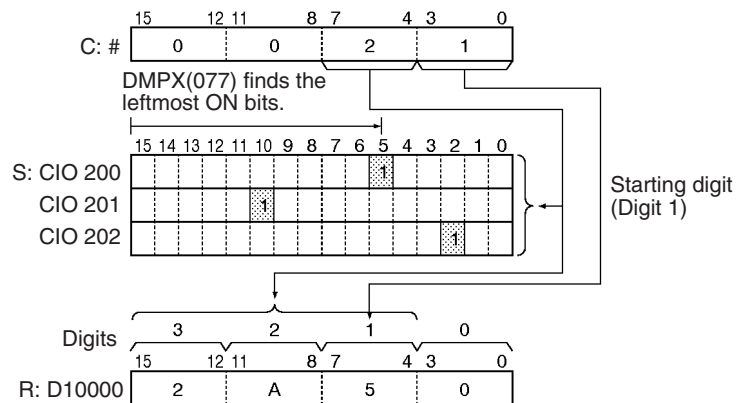 15 12 11 8 7 4 3 0
C: # 0 0 2 1
DMPX(077) finds the
leftmost ON bits.
15 14 13 12 11 10 9 8 7 6 5 4 3 2 1 0
S: CIO 200 1
CIO 201 1
CIO 202 1
Starting digit
(Digit 1)
Digits 3 2 1 0
15 12 11 8 7 4 3 0
R: D10000 2 A 5 0